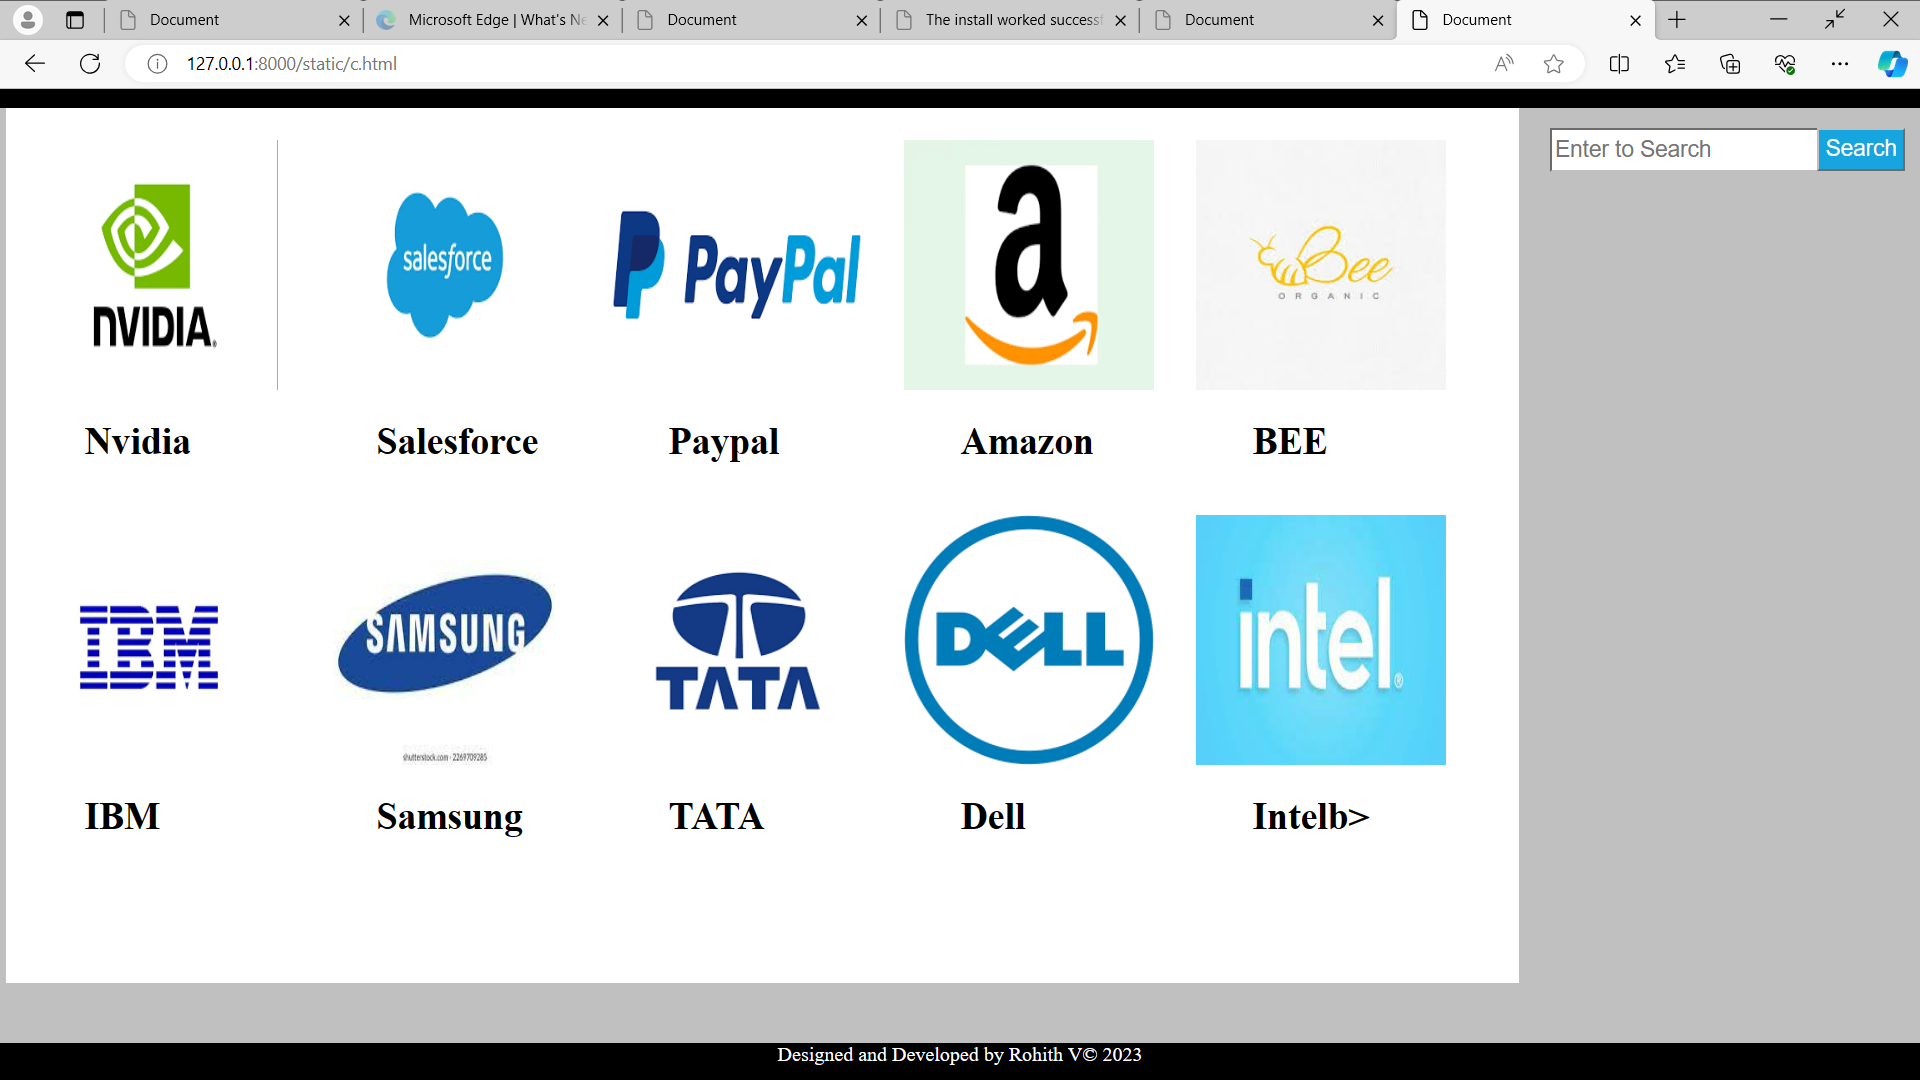 Document
Microsoft Edge | What's Ne
Document
The install worked success
Document
Document
127.0.0.1:8000/static/c.html
Enter to Search
Search
NVIDIA.
salesforce
PayPal
a
Bee
ORGANIC
Nvidia
Salesforce
Paypal
Amazon
BEE
IBM
SAMSUNG
shutterstock.com · 2269709285
TATA
DELL
intel®
IBM
Samsung
TATA
Dell
Intelb>
Designed and Developed by Rohith V© 2023